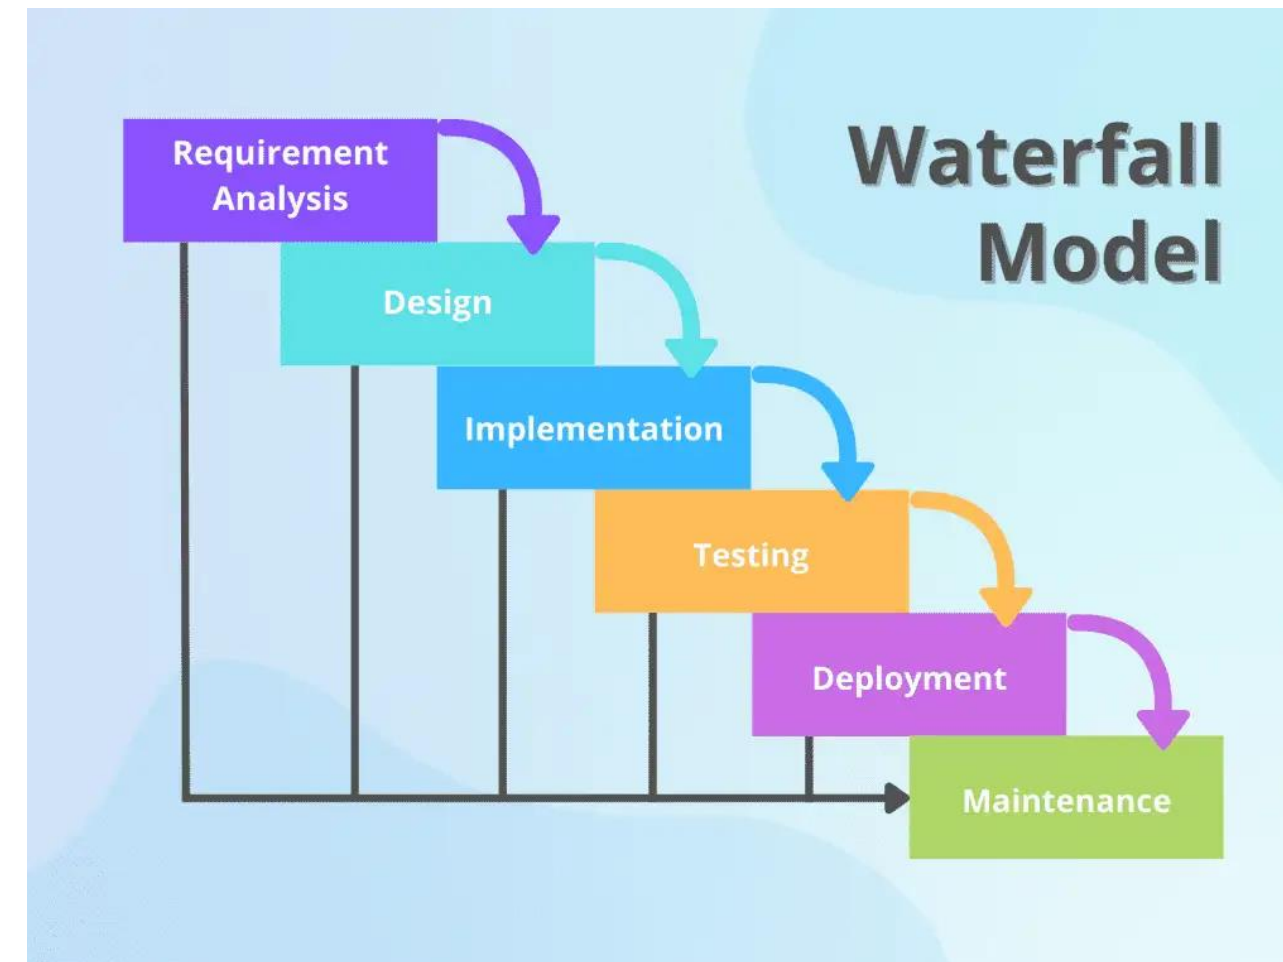 Waterfall
Model
Requirement
Analysis
Design
Implementation
Testing
Deployment
Maintenance